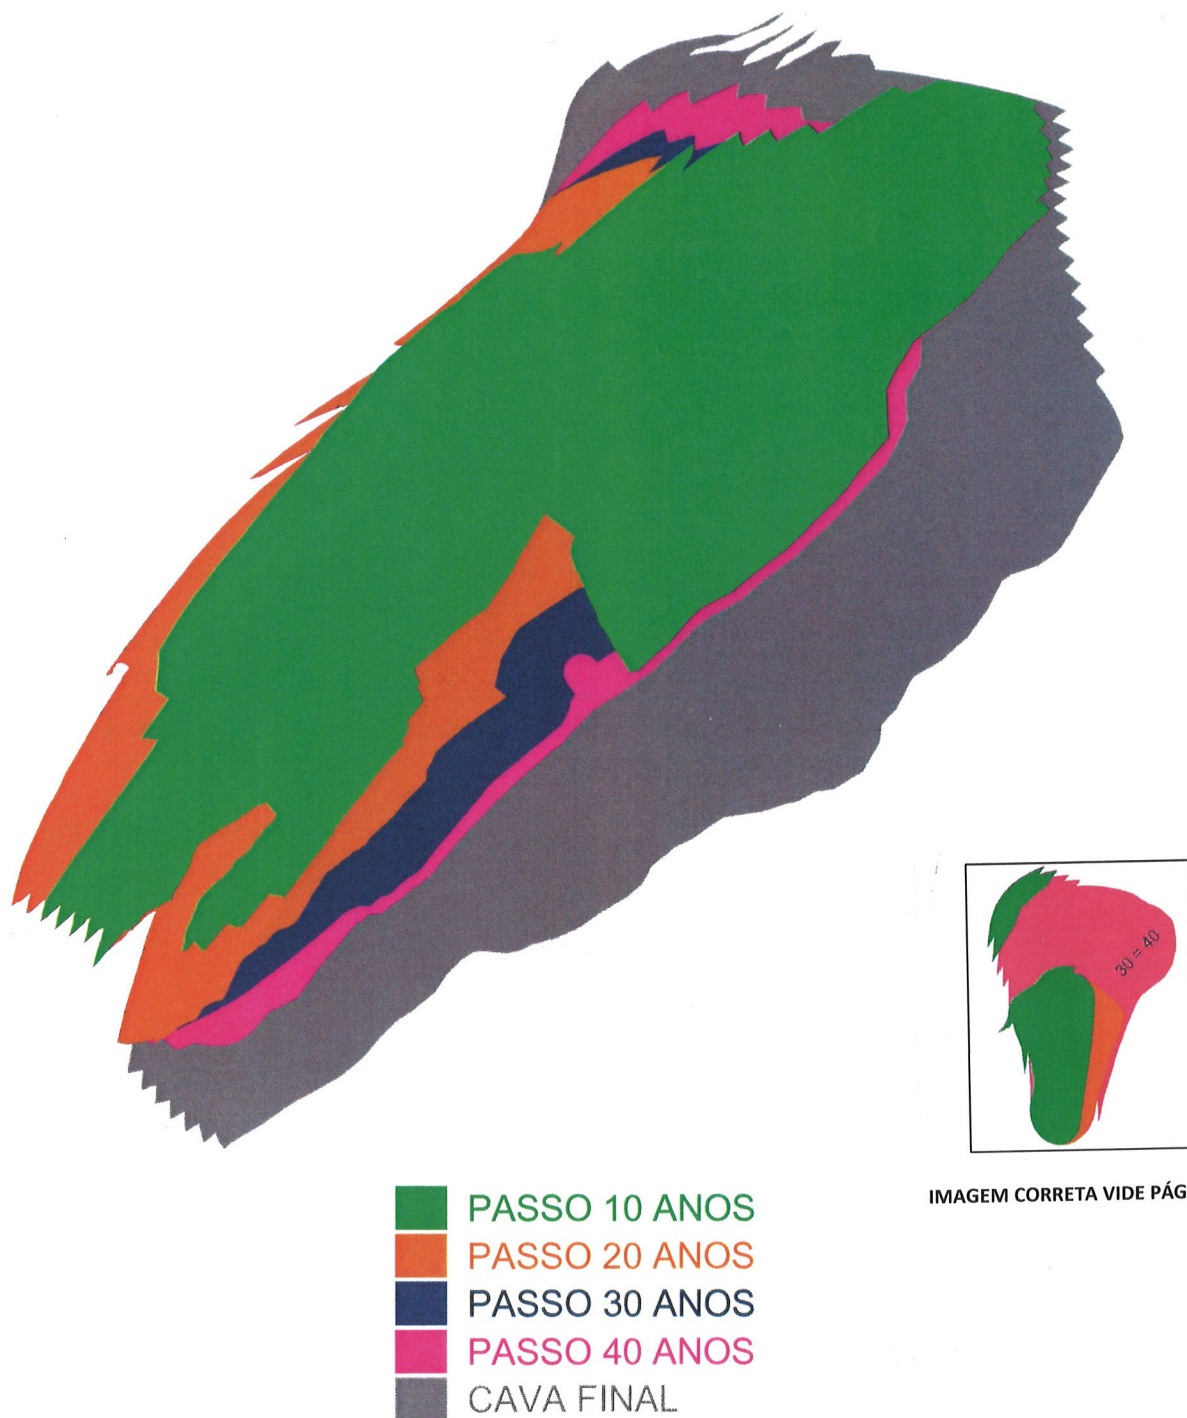 30 = 40
IMAGEM CORRETA VIDE PÁG
PASSO 10 ANOS
PASSO 20 ANOS
PASSO 30 ANOS
PASSO 40 ANOS
CAVA FINAL